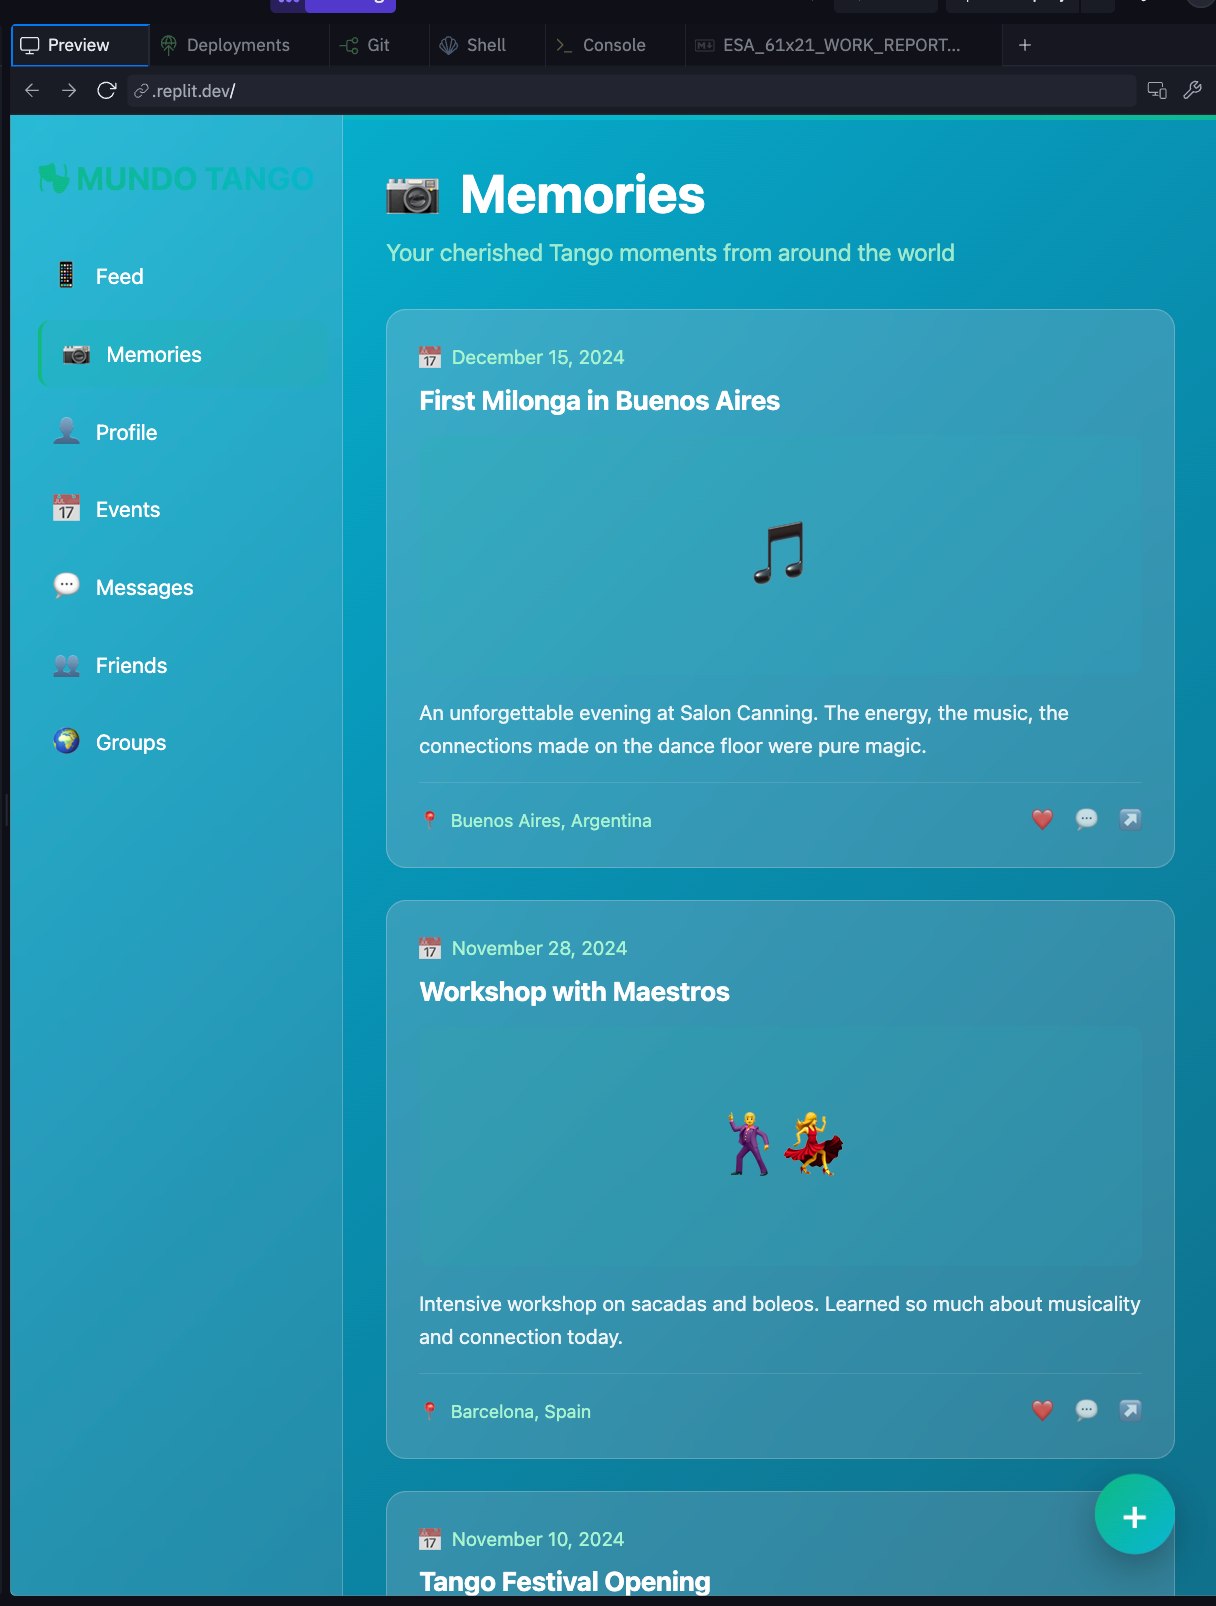 Preview
Deployments
Git
Shell
Console
ESA_61x21_WORK_REPORT...
.replit.dev/
MUNDO TANGO
Feed
Memories
Profile
Events
Messages
Friends
Groups
Memories
Your cherished Tango moments from around the world
December 15, 2024
First Milonga in Buenos Aires
An unforgettable evening at Salon Canning. The energy, the music, the
connections made on the dance floor were pure magic.
Buenos Aires, Argentina
November 28, 2024
Workshop with Maestros
Intensive workshop on sacadas and boleos. Learned so much about musicality
and connection today.
Barcelona, Spain
November 10, 2024
Tango Festival Opening